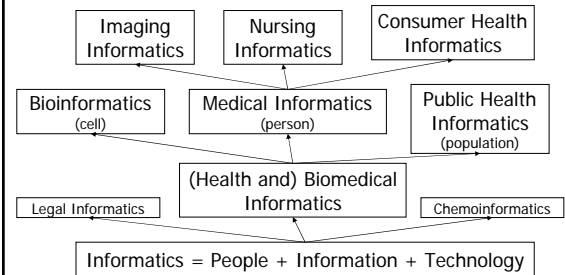 Imaging
Informatics
Nursing
Informatics
Consumer Health
Informatics
Bioinformatics
(cell)
Medical Informatics
(person)
Public Health
Informatics
(population)
(Health and) Biomedical
Informatics
Legal Informatics
Chemoinformatics
Informatics = People + Information + Technology